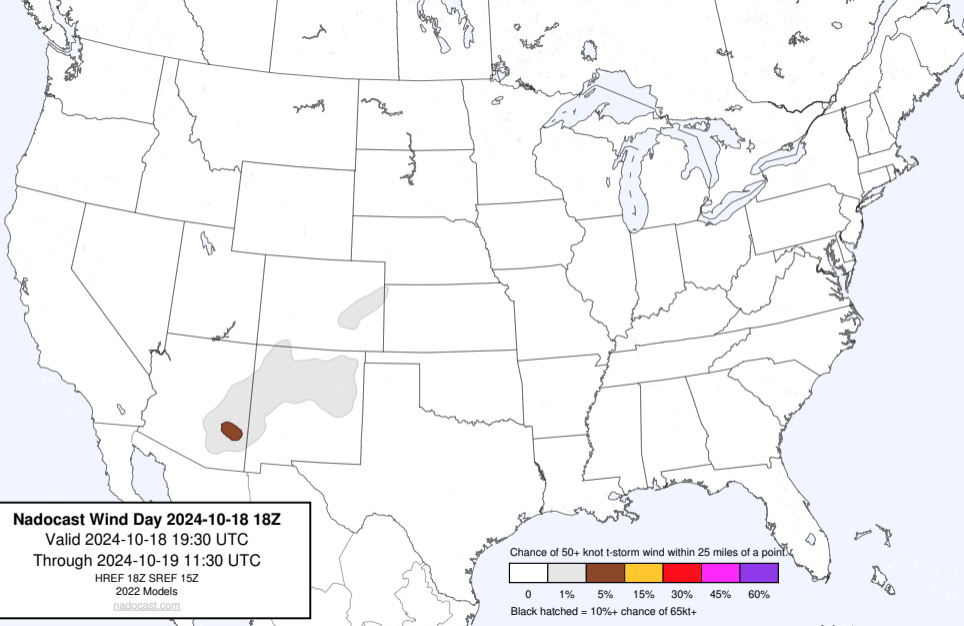 Nadocast Wind Day 2024-10-18 18Z
Valid 2024-10-18 19:30 UTC
Through 2024-10-19 11:30 UTC
HREF 18Z SREF 15Z
2022 Models
nadocast.com
Chance of 50+ knot t-storm wind within 25 miles of a point.
0 1% 5% 15% 30% 45% 60%
Black hatched = 10%+ chance of 65kt+